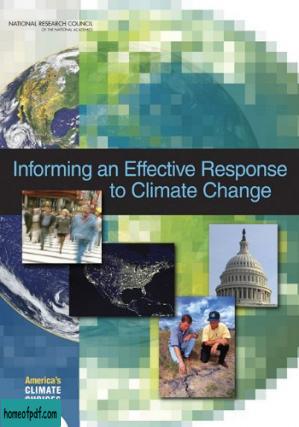 NATIONAL RESEARCH COUNCIL
OF THE NATIONAL ACADEMIES
Informing an Effective Response
to Climate Change
America's
CLIMATE
CHOICES
homeofpdf.com